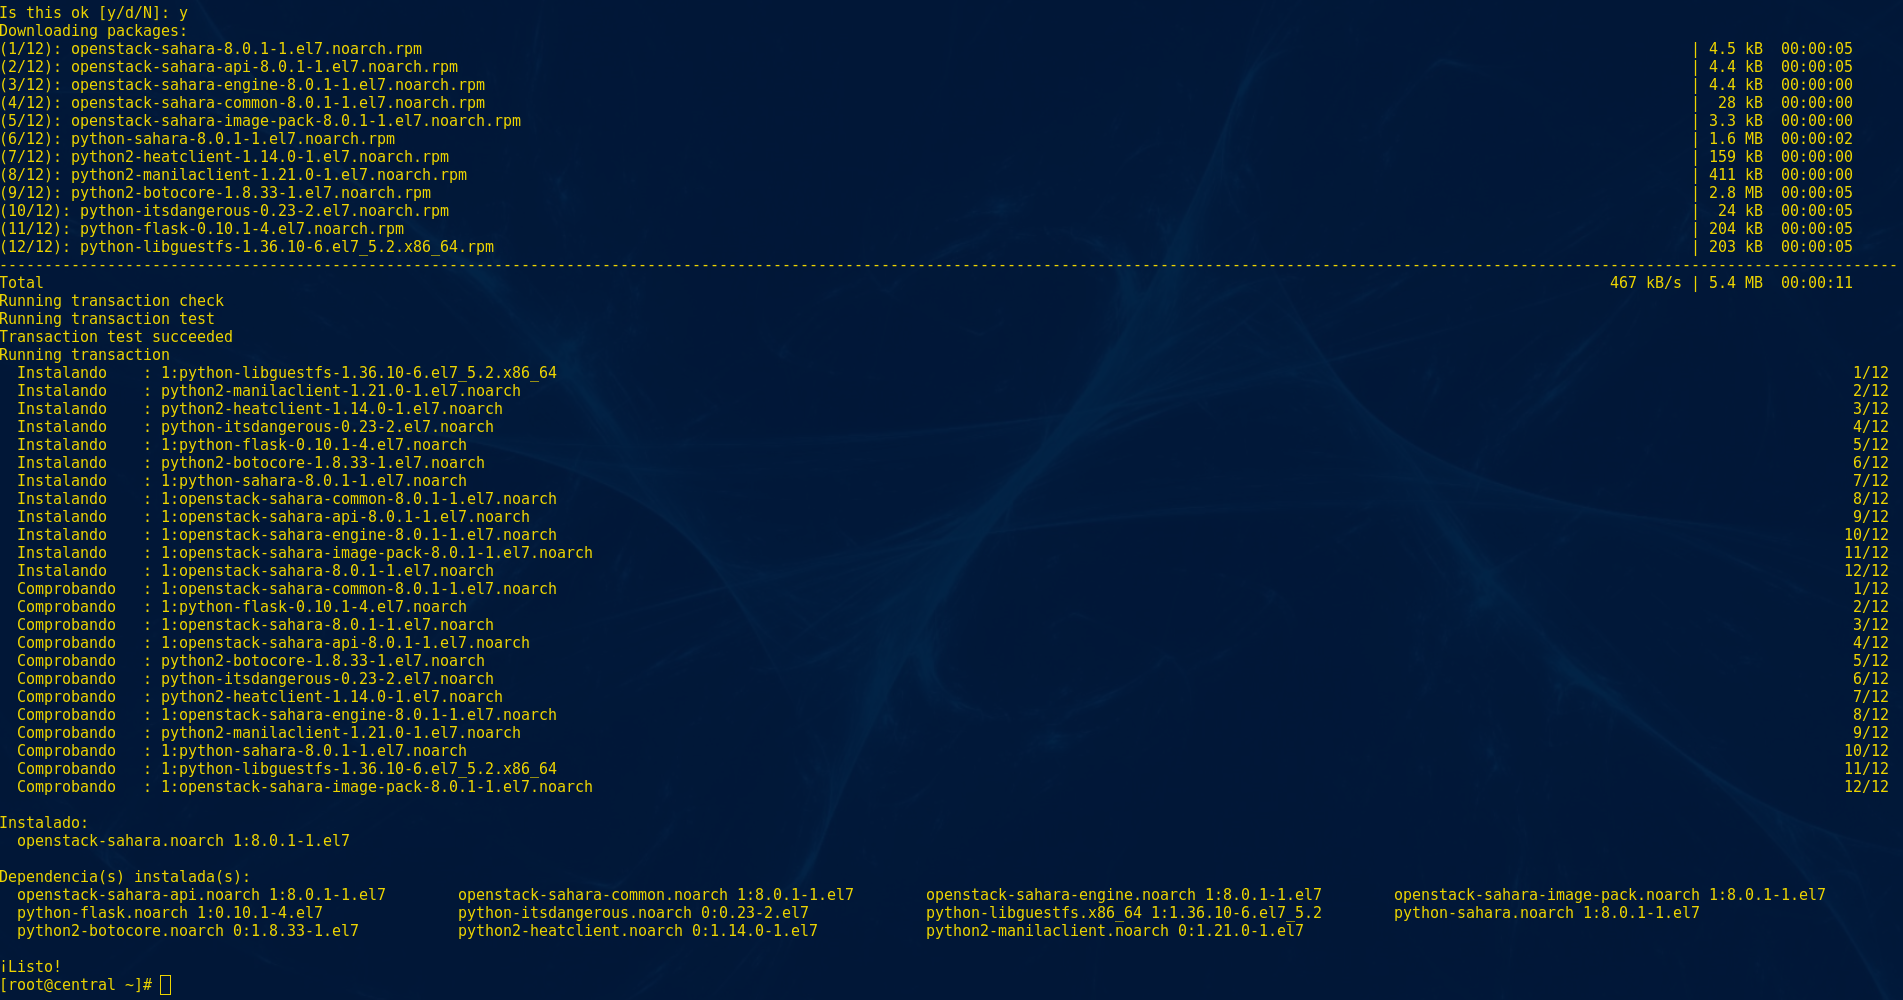 Is this ok [y/d/N]: y
Downloading packages:
(1/12): openstack-sahara-8.0.1-1.el7.noarch.rpm | 4.5 kB 00:00:05
(2/12): openstack-sahara-api-8.0.1-1.el7.noarch.rpm | 4.4 kB 00:00:05
(3/12): openstack-sahara-engine-8.0.1-1.el7.noarch.rpm | 4.4 kB 00:00:00
(4/12): openstack-sahara-common-8.0.1-1.el7.noarch.rpm | 28 kB 00:00:00
(5/12): openstack-sahara-image-pack-8.0.1-1.el7.noarch.rpm | 3.3 kB 00:00:00
(6/12): python-sahara-8.0.1-1.el7.noarch.rpm | 1.6 MB 00:00:02
(7/12): python2-heatclient-1.14.0-1.el7.noarch.rpm | 159 kB 00:00:00
(8/12): python2-manilaclient-1.21.0-1.el7.noarch.rpm | 411 kB 00:00:00
(9/12): python2-botocore-1.8.33-1.el7.noarch.rpm | 2.8 MB 00:00:05
(10/12): python-itsdangerous-0.23-2.el7.noarch.rpm | 24 kB 00:00:05
(11/12): python-flask-0.10.1-4.el7.noarch.rpm | 204 kB 00:00:05
(12/12): python-libguestfs-1.36.10-6.el7_5.2.x86_64.rpm | 203 kB 00:00:05
--------------------------------------------------------------------------------
Total 467 kB/s | 5.4 MB 00:00:11
Running transaction check
Running transaction test
Transaction test succeeded
Running transaction
Instalando : 1:python-libguestfs-1.36.10-6.el7_5.2.x86_64 1/12
Instalando : python2-manilaclient-1.21.0-1.el7.noarch 2/12
Instalando : python2-heatclient-1.14.0-1.el7.noarch 3/12
Instalando : python-itsdangerous-0.23-2.el7.noarch 4/12
Instalando : 1:python-flask-0.10.1-4.el7.noarch 5/12
Instalando : python2-botocore-1.8.33-1.el7.noarch 6/12
Instalando : 1:python-sahara-8.0.1-1.el7.noarch 7/12
Instalando : 1:openstack-sahara-common-8.0.1-1.el7.noarch 8/12
Instalando : 1:openstack-sahara-api-8.0.1-1.el7.noarch 9/12
Instalando : 1:openstack-sahara-engine-8.0.1-1.el7.noarch 10/12
Instalando : 1:openstack-sahara-image-pack-8.0.1-1.el7.noarch 11/12
Instalando : 1:openstack-sahara-8.0.1-1.el7.noarch 12/12
Comprobando : 1:openstack-sahara-common-8.0.1-1.el7.noarch 1/12
Comprobando : 1:python-flask-0.10.1-4.el7.noarch 2/12
Comprobando : 1:openstack-sahara-8.0.1-1.el7.noarch 3/12
Comprobando : 1:openstack-sahara-api-8.0.1-1.el7.noarch 4/12
Comprobando : python2-botocore-1.8.33-1.el7.noarch 5/12
Comprobando : python-itsdangerous-0.23-2.el7.noarch 6/12
Comprobando : python2-heatclient-1.14.0-1.el7.noarch 7/12
Comprobando : 1:openstack-sahara-engine-8.0.1-1.el7.noarch 8/12
Comprobando : python2-manilaclient-1.21.0-1.el7.noarch 9/12
Comprobando : 1:python-sahara-8.0.1-1.el7.noarch 10/12
Comprobando : 1:python-libguestfs-1.36.10-6.el7_5.2.x86_64 11/12
Comprobando : 1:openstack-sahara-image-pack-8.0.1-1.el7.noarch 12/12
Instalado:
openstack-sahara.noarch 1:8.0.1-1.el7
Dependencia(s) instalada(s):
openstack-sahara-api.noarch 1:8.0.1-1.el7 openstack-sahara-common.noarch 1:8.0.1-1.el7 openstack-sahara-engine.noarch 1:8.0.1-1.el7 openstack-sahara-image-pack.noarch 1:8.0.1-1.el7
python-flask.noarch 1:0.10.1-4.el7 python-itsdangerous.noarch 0:0.23-2.el7 python-libguestfs.x86_64 1:1.36.10-6.el7_5.2 python-sahara.noarch 1:8.0.1-1.el7
python2-botocore.noarch 0:1.8.33-1.el7 python2-heatclient.noarch 0:1.14.0-1.el7 python2-manilaclient.noarch 0:1.21.0-1.el7
¡Listo!
[root@central ~]#